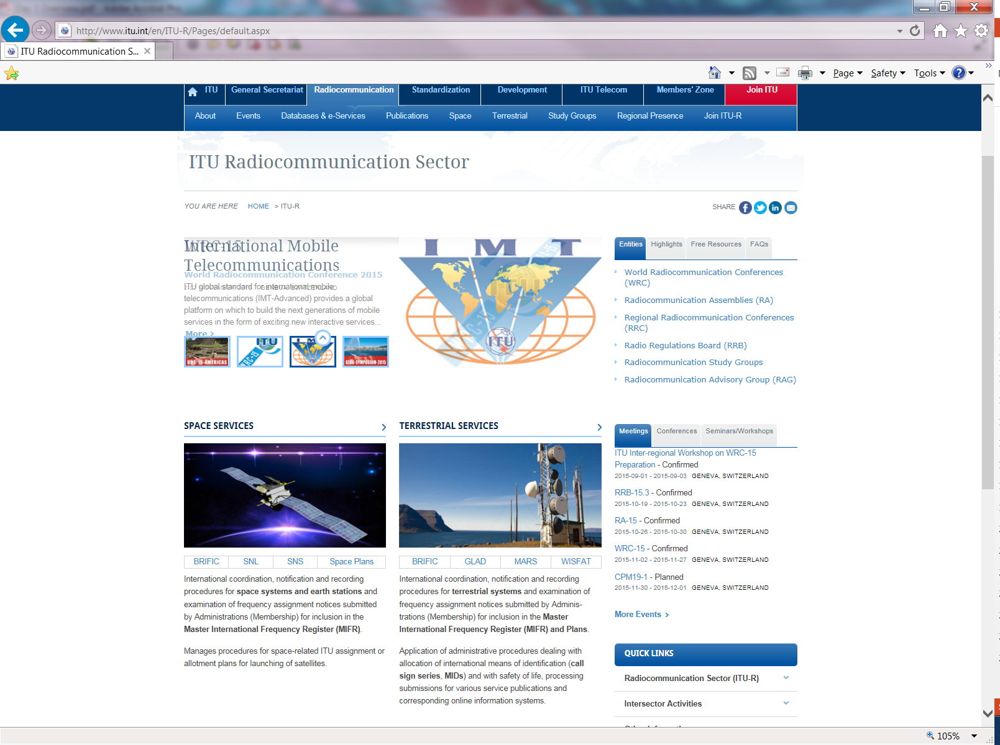 http://www.itu.int/en/ITU-R/Pages/default.aspx
ITU Radiocommunication S...
Page Safety Tools
ITU General Secretariat Radiocommunication Standardization Development ITU Telecom Members' Zone Join ITU
About Events Databases & e-Services Publications Space Terrestrial Study Groups Regional Presence Join ITU-R
ITU Radiocommunication Sector
YOU ARE HERE HOME > ITU-R
SHARE
WRC-15
International Mobile
Telecommunications
World Radiocommunication Conference 2015
GENEVA, SWITZERLAND
ITU global standard for international mobile
telecommunications (IMT-Advanced) provides a global
platform on which to build the next generations of mobile
services in the form of exciting new interactive services...
More
RRS-15-AMERICAS
ITU
WRC-15
IMT
SYMPOSIUM-2015
IMT
WRC-15
ITU
Entities Highlights Free Resources FAQs
World Radiocommunication Conferences
(WRC)
Radiocommunication Assemblies (RA)
Regional Radiocommunication Conferences
(RRC)
Radio Regulations Board (RRB)
Radiocommunication Study Groups
Radiocommunication Advisory Group (RAG)
SPACE SERVICES
BRIFIC SNL SNS Space Plans
International coordination, notification and recording
procedures for space systems and earth stations and
examination of frequency assignment notices submitted
by Administrations (Membership) for inclusion in the
Master International Frequency Register (MIFR).
Manages procedures for space-related ITU assignment or
allotment plans for launching of satellites.
TERRESTRIAL SERVICES
BRIFIC GLAD MARS WISFAT
International coordination, notification and recording
procedures for terrestrial systems and examination of
frequency assignment notices submitted by Adminis-
trations (Membership) for inclusion in the Master
International Frequency Register (MIFR) and Plans.
Application of administrative procedures dealing with
allocation of international means of identification (call
sign series, MIDs) and with safety of life, processing
submissions for various service publications and
corresponding online information systems.
Meetings Conferences Seminars/Workshops
ITU Inter-regional Workshop on WRC-15
Preparation - Confirmed
2015-09-01 - 2015-09-03 GENEVA, SWITZERLAND
RRB-15.3 - Confirmed
2015-10-19 - 2015-10-23 GENEVA, SWITZERLAND
RA-15 - Confirmed
2015-10-26 - 2015-10-30 GENEVA, SWITZERLAND
WRC-15 - Confirmed
2015-11-02 - 2015-11-27 GENEVA, SWITZERLAND
CPM19-1 - Planned
2015-11-30 - 2015-12-01 GENEVA, SWITZERLAND
More Events
QUICK LINKS
Radiocommunication Sector (ITU-R)
Intersector Activities
105%